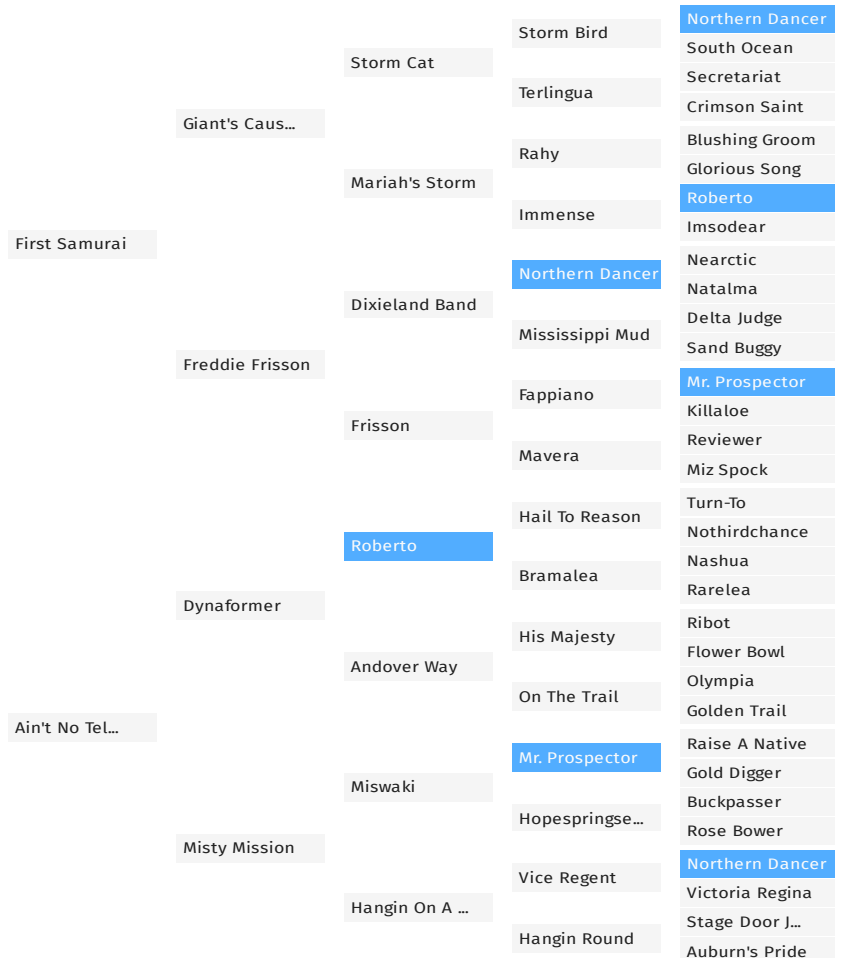 First Samurai
Giant's Caus...
Storm Cat
Storm Bird
Northern Dancer
South Ocean
Terlingua
Secretariat
Crimson Saint
Mariah's Storm
Rahy
Blushing Groom
Glorious Song
Immense
Roberto
Imsodear
Freddie Frisson
Dixieland Band
Northern Dancer
Nearctic
Natalma
Mississippi Mud
Delta Judge
Sand Buggy
Frisson
Fappiano
Mr. Prospector
Killaloe
Mavera
Reviewer
Miz Spock
Ain't No Tel...
Dynaformer
Roberto
Hail To Reason
Turn-To
Nothirdchance
Bramalea
Nashua
Rarelea
Andover Way
His Majesty
Ribot
Flower Bowl
On The Trail
Olympia
Golden Trail
Misty Mission
Miswaki
Mr. Prospector
Raise A Native
Gold Digger
Hopespringse...
Buckpasser
Rose Bower
Hangin On A ...
Vice Regent
Northern Dancer
Victoria Regina
Hangin Round
Stage Door J...
Auburn's Pride